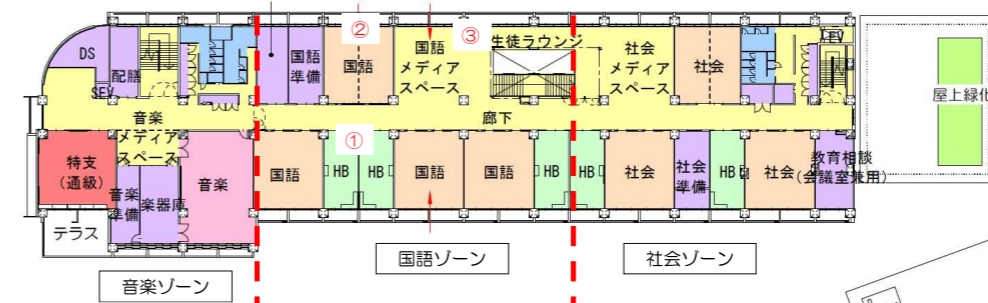 ②
③
DS
配膳
SEV
国語
準備
国語
国語
メディア
スペース
生徒ラウンジ
社会
メディア
スペース
社会
EV
屋上緑化
音楽
メディア
スペース
廊下
①
特支
（通級）
音楽
準備
楽器庫
音楽
国語
HB
HB
国語
国語
HB
HB
社会
社会
準備
HB
社会
教育相談
(会議室兼用)
テラス
音楽ゾーン
国語ゾーン
社会ゾーン